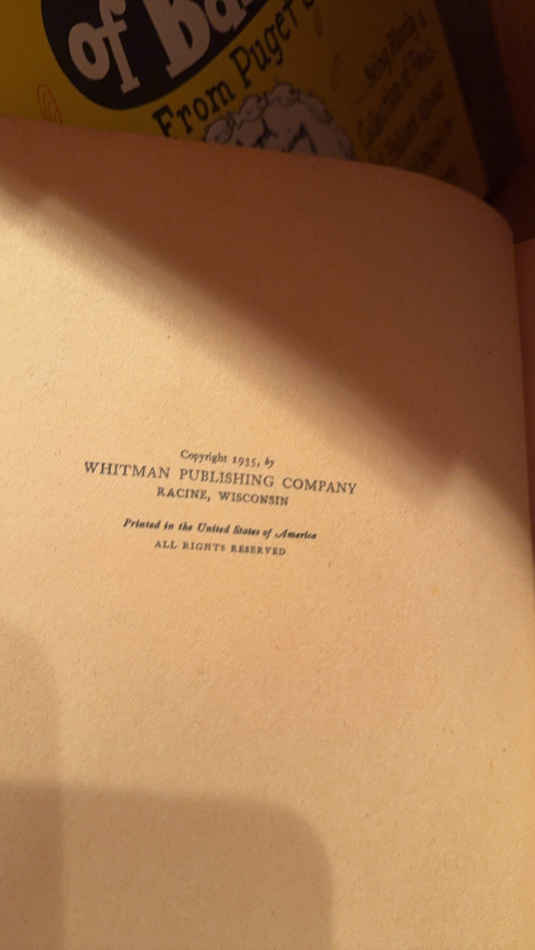 of Ba
From Puget S
Copyright 1935, by
WHITMAN PUBLISHING COMPANY
RACINE, WISCONSIN
Printed in the United States of America
ALL RIGHTS RESERVED